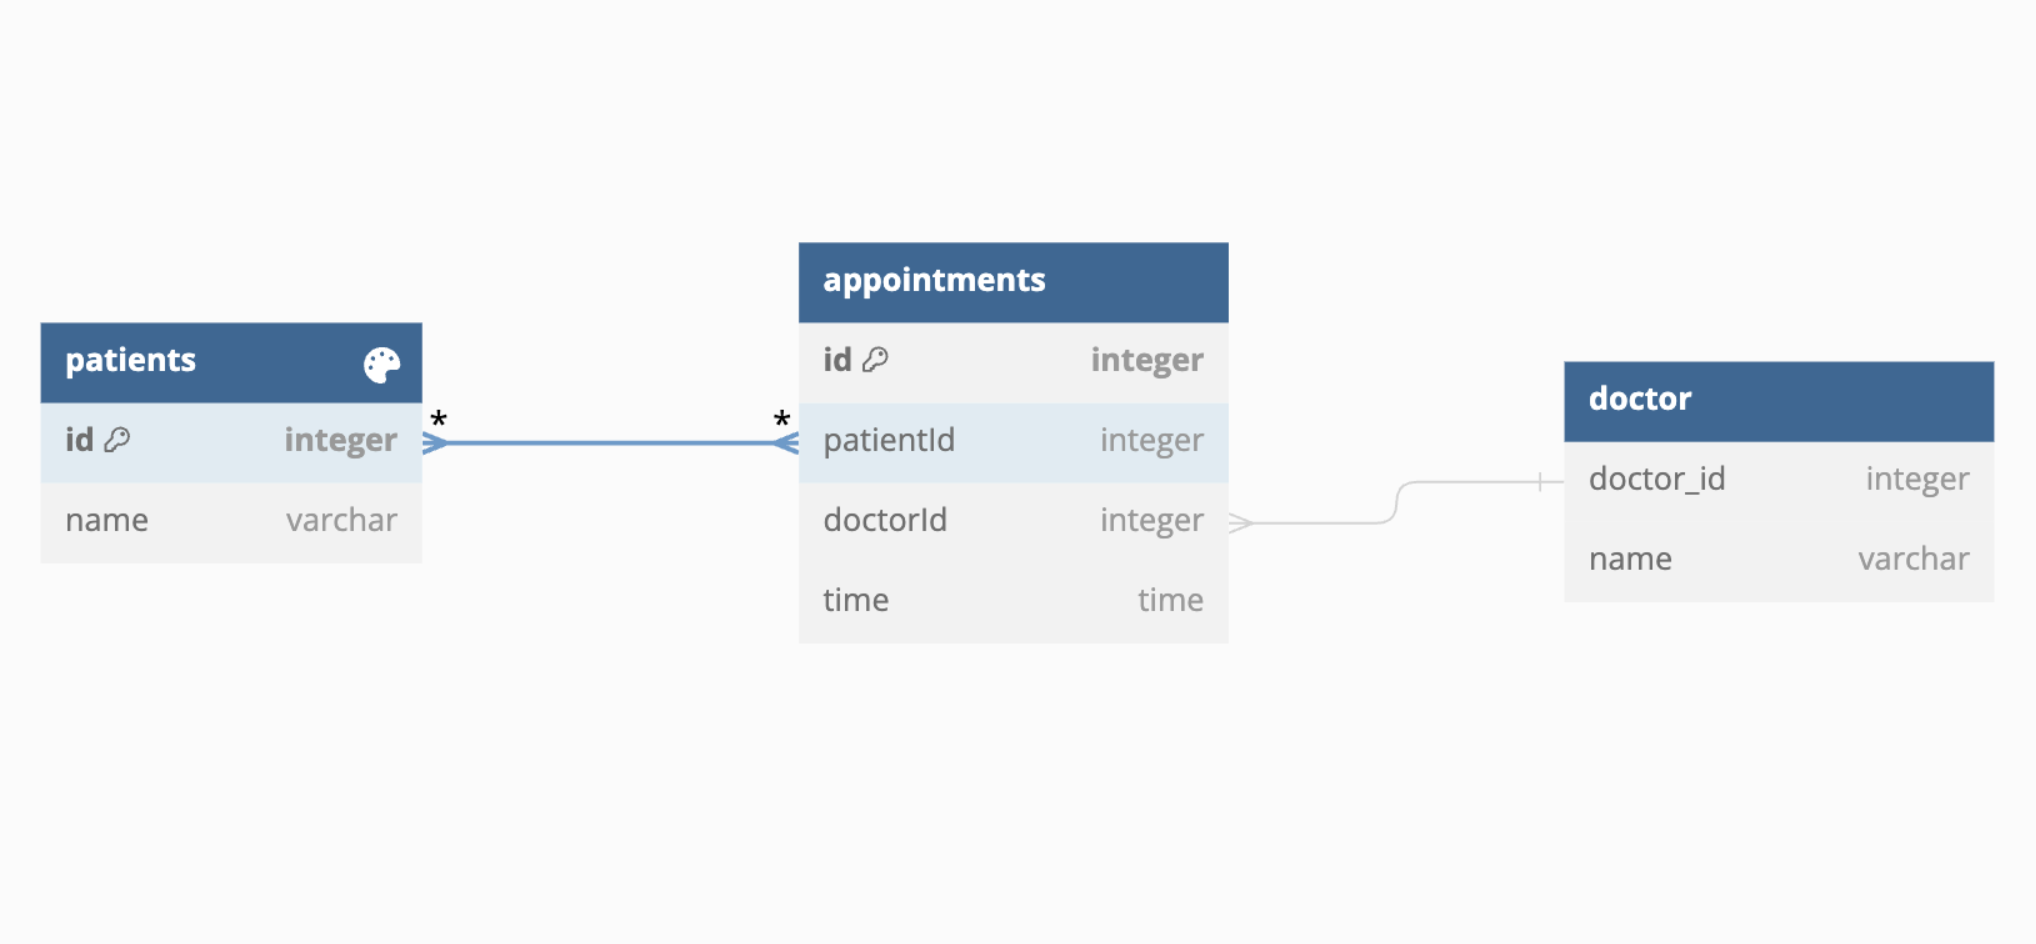 patients
id integer
name varchar
* *
appointments
id integer
patientId integer
doctorId integer
time time
doctor
doctor_id integer
name varchar